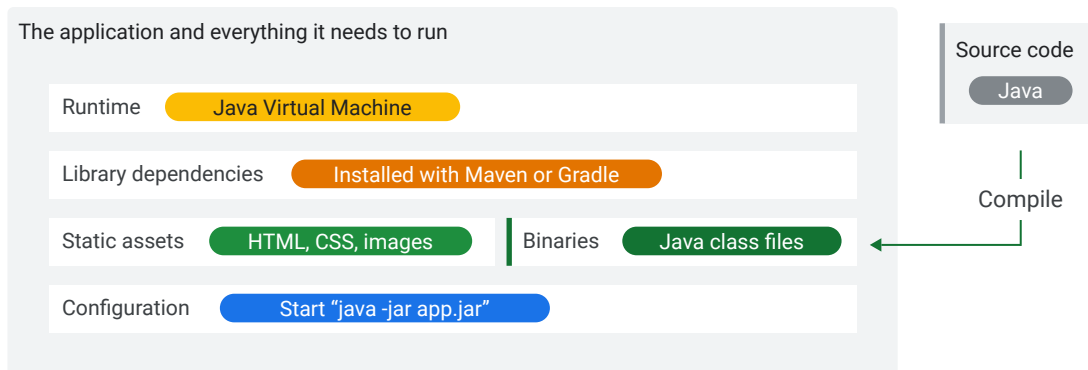 The application and everything it needs to run
Source code
Java
Runtime
Java Virtual Machine
Library dependencies
Installed with Maven or Gradle
Compile
Static assets
HTML, CSS, images
Binaries
Java class files
Configuration
Start “java -jar app.jar”